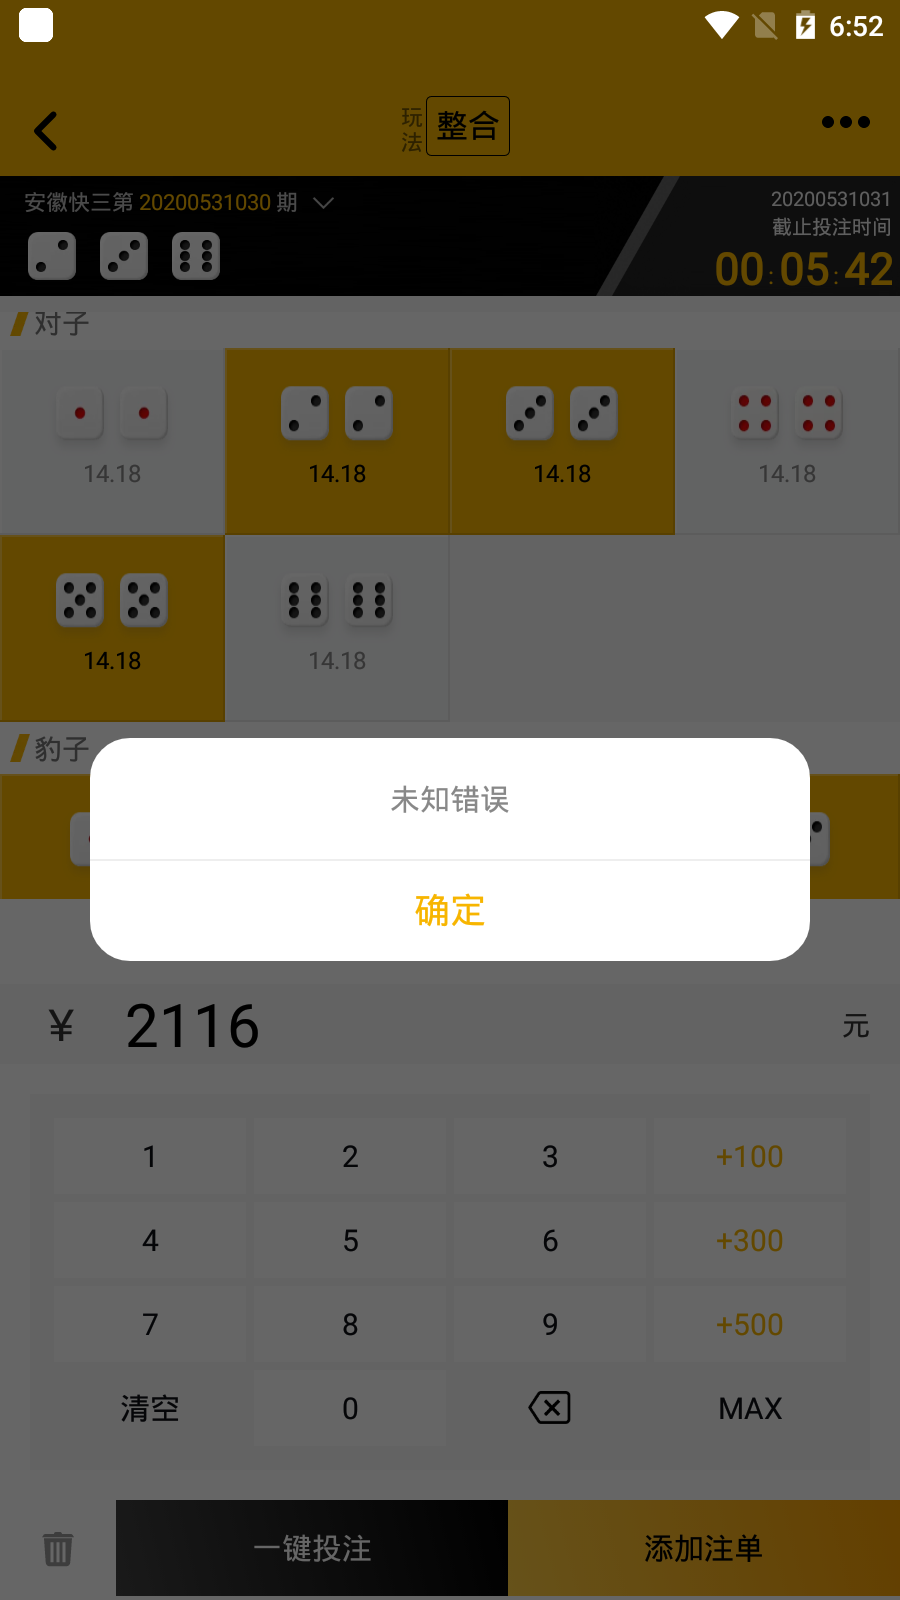 6:52
玩法
整合
安徽快三第 20200531030 期
20200531031
截止投注时间
00:05:42
对子
14.18
14.18
14.18
14.18
14.18
14.18
豹子
未知错误
确定
¥ 2116 元
1 2 3 +100
4 5 6 +300
7 8 9 +500
清空 0 MAX
一键投注 添加注单